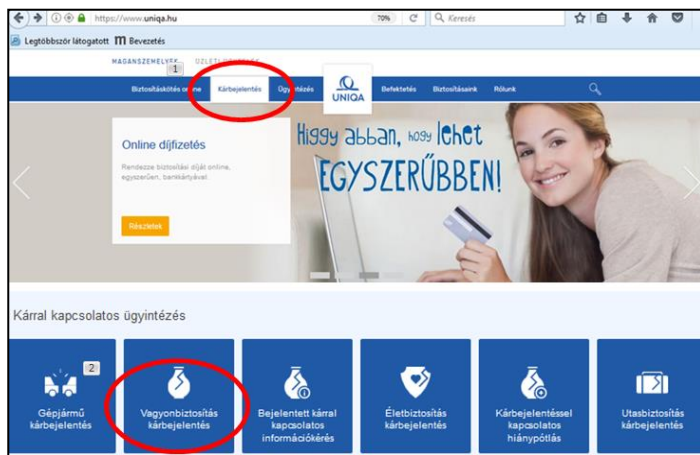 https://www.uniqa.hu
70%
Keresés
Legtöbbször látogatott
Bevezetés
MAGÁNSZEMÉLYEK
1
Kárbejelentés
Ügyintézés
UNIQA
Befektetés
Biztosításaink
Rólunk
Online díjfizetés
Rendezze biztosítási díját online,
egyszerűen, bankkártyával.
Részletek
Higgy abban, hogy lehet
EGYSZERŰBBEN!
Kárral kapcsolatos ügyintézés
2
Gépjármű
kárbejelentés
Vagyonbiztosítás
kárbejelentés
Bejelentett kárral
kapcsolatos
információkérés
Életbiztosítás
kárbejelentés
Kárbejelentéssel
kapcsolatos
hiánypótlás
Utasbiztosítás
kárbejelentés